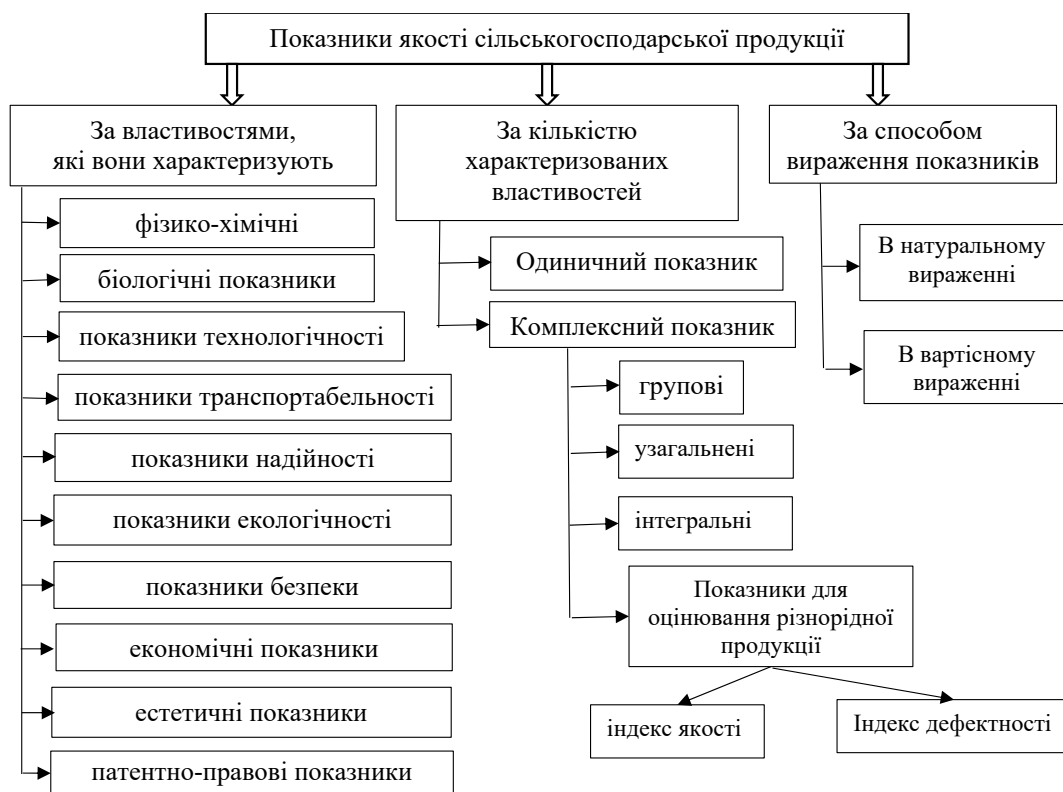 Показники якості сільськогосподарської продукції
За властивостями,
які вони характеризують
фізико-хімічні
біологічні показники
показники технологічності
показники транспортабельності
показники надійності
показники екологічності
показники безпеки
економічні показники
естетичні показники
патентно-правові показники
За кількістю
характеризованих
властивостей
Одиничний показник
Комплексний показник
групові
узагальнені
інтегральні
Показники для
оцінювання різнорідної
продукції
індекс якості
Індекс дефектності
За способом
вираження показників
В натуральному
вираженні
В вартісному
вираженні